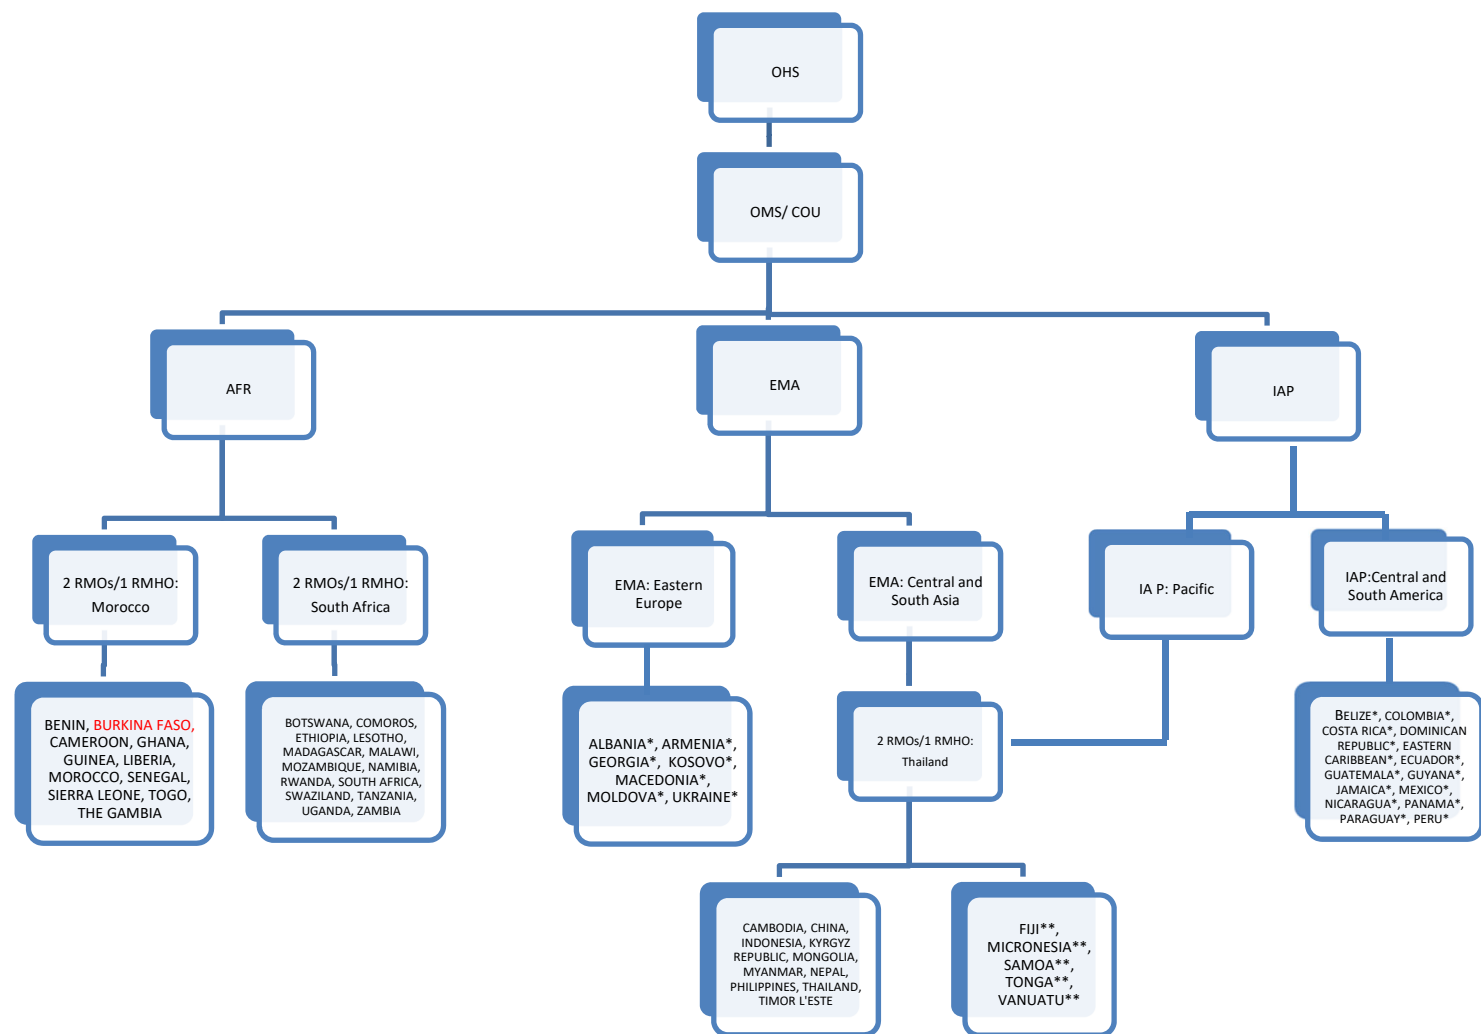 OHS
OMS/ COU
AFR
EMA
IAP
2 RMOs/1 RMHO:
Morocco
2 RMOs/1 RMHO:
South Africa
EMA: Eastern
Europe
EMA: Central and
South Asia
IA P: Pacific
IAP:Central and
South America
BENIN, BURKINA FASO,
CAMEROON, GHANA,
GUINEA, LIBERIA,
MOROCCO, SENEGAL,
SIERRA LEONE, TOGO,
THE GAMBIA
BOTSWANA, COMOROS,
ETHIOPIA, LESOTHO,
MADAGASCAR, MALAWI,
MOZAMBIQUE, NAMIBIA,
RWANDA, SOUTH AFRICA,
SWAZILAND, TANZANIA,
UGANDA, ZAMBIA
ALBANIA*, ARMENIA*,
GEORGIA*, KOSOVO*,
MACEDONIA*,
MOLDOVA*, UKRAINE*
2 RMOs/1 RMHO:
Thailand
BELIZE*, COLOMBIA*,
COSTA RICA*, DOMINICAN
REPUBLIC*, EASTERN
CARIBBEAN*, ECUADOR*,
GUATEMALA*, GUYANA*,
JAMAICA*, MEXICO*,
NICARAGUA*, PANAMA*,
PARAGUAY*, PERU*
CAMBODIA, CHINA,
INDONESIA, KYRGYZ
REPUBLIC, MONGOLIA,
MYANMAR, NEPAL,
PHILIPPINES, THAILAND,
TIMOR L'ESTE
FIJI**,
MICRONESIA**,
SAMOA**,
TONGA**,
VANUATU**